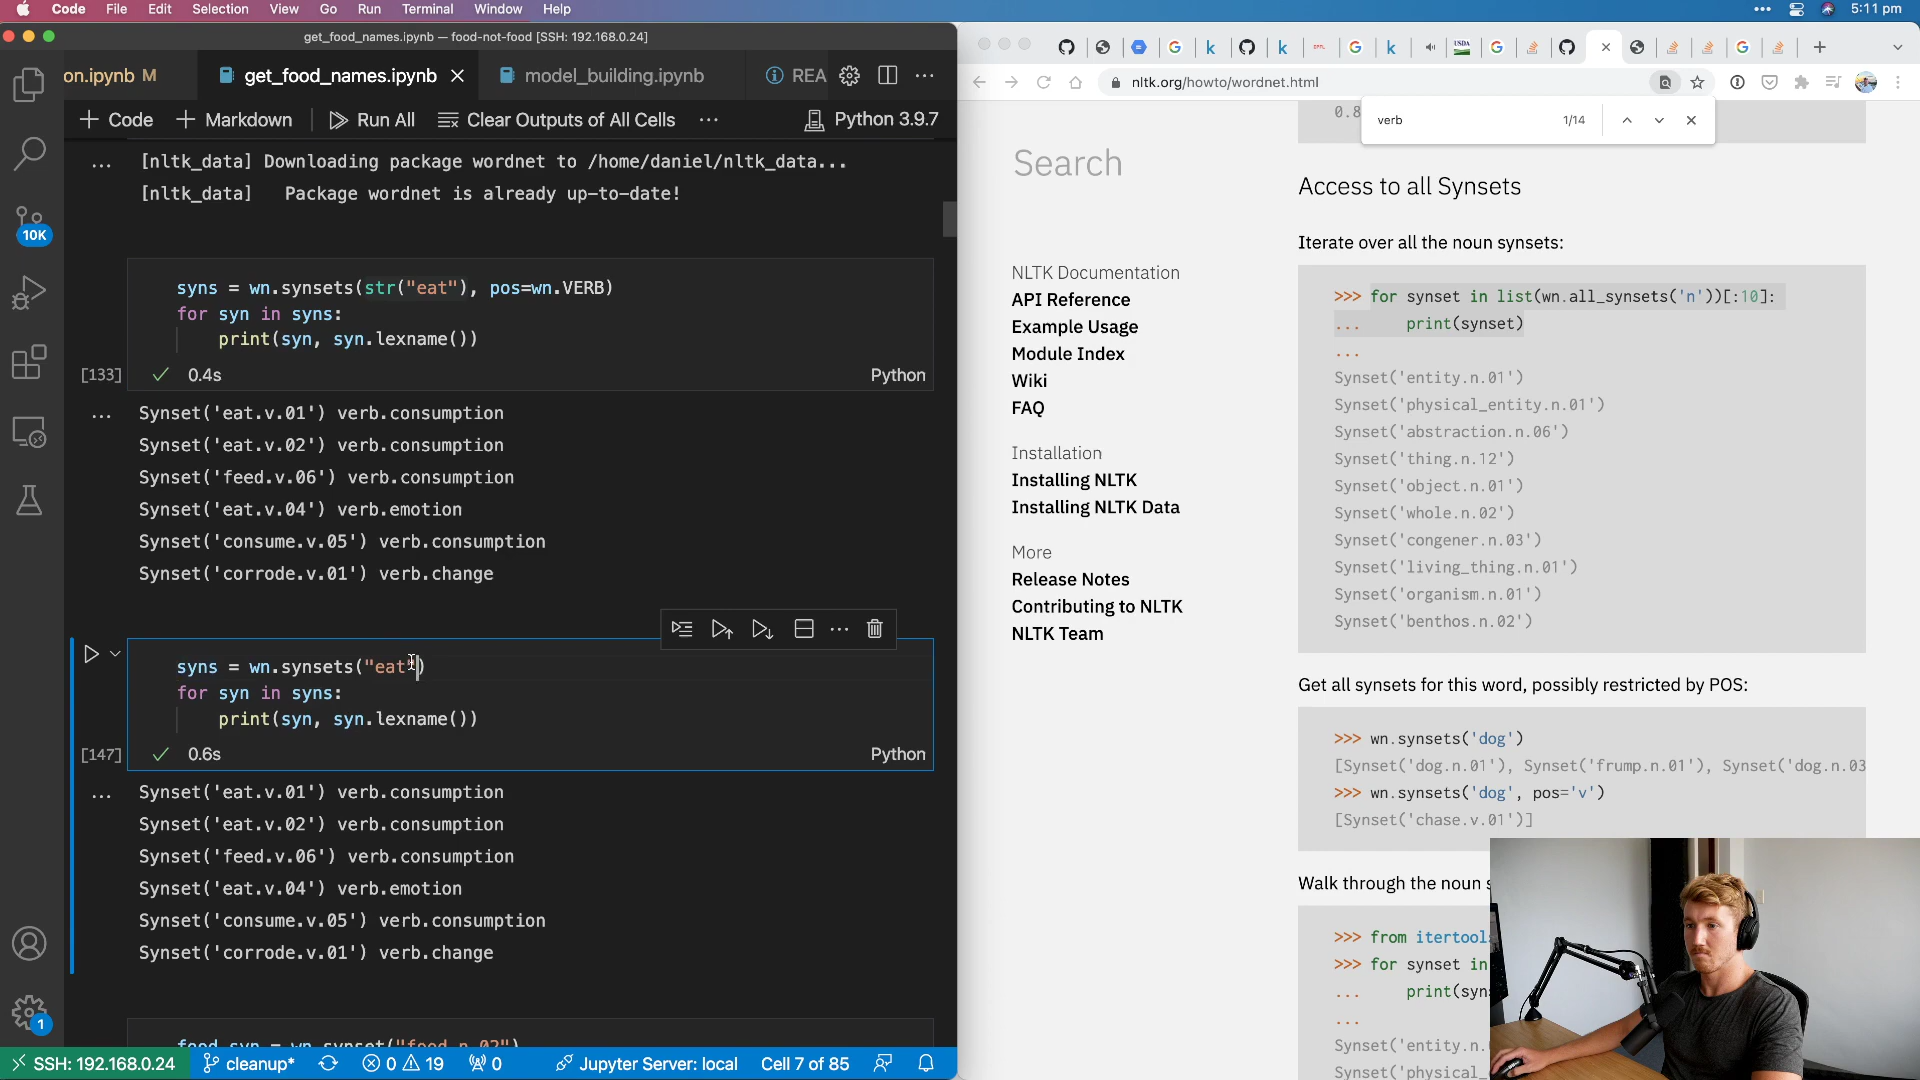 Code File Edit Selection View Go Run Terminal Window Help 5:11 pm
get_food_names.ipynb — food-not-food [SSH: 192.168.0.24]
on.ipynb M get_food_names.ipynb model_building.ipynb REA
+ Code + Markdown Run All Clear Outputs of All Cells ... Python 3.9.7
... [nltk_data] Downloading package wordnet to /home/daniel/nltk_data...
[nltk_data] Package wordnet is already up-to-date!
10K
syns = wn.synsets(str("eat"), pos=wn.VERB)
for syn in syns:
print(syn, syn.lexname())
[133] ✓ 0.4s Python
... Synset('eat.v.01') verb.consumption
Synset('eat.v.02') verb.consumption
Synset('feed.v.06') verb.consumption
Synset('eat.v.04') verb.emotion
Synset('consume.v.05') verb.consumption
Synset('corrode.v.01') verb.change
syns = wn.synsets("eat")
for syn in syns:
print(syn, syn.lexname())
[147] ✓ 0.6s Python
... Synset('eat.v.01') verb.consumption
Synset('eat.v.02') verb.consumption
Synset('feed.v.06') verb.consumption
Synset('eat.v.04') verb.emotion
Synset('consume.v.05') verb.consumption
Synset('corrode.v.01') verb.change
1
food_syn = wn.synset("food.n.02")
SSH: 192.168.0.24 cleanup* 0 19 0 Jupyter Server: local Cell 7 of 85
USDA
nltk.org/howto/wordnet.html
verb 1/14
0.8
Search
NLTK Documentation
API Reference
Example Usage
Module Index
Wiki
FAQ
Installation
Installing NLTK
Installing NLTK Data
More
Release Notes
Contributing to NLTK
NLTK Team
Access to all Synsets
Iterate over all the noun synsets:
>>> for synset in list(wn.all_synsets('n'))[:10]:
... print(synset)
...
Synset('entity.n.01')
Synset('physical_entity.n.01')
Synset('abstraction.n.06')
Synset('thing.n.12')
Synset('object.n.01')
Synset('whole.n.02')
Synset('congener.n.03')
Synset('living_thing.n.01')
Synset('organism.n.01')
Synset('benthos.n.02')
Get all synsets for this word, possibly restricted by POS:
>>> wn.synsets('dog')
[Synset('dog.n.01'), Synset('frump.n.01'), Synset('dog.n.03
>>> wn.synsets('dog', pos='v')
[Synset('chase.v.01')]
Walk through the noun s
>>> from itertools
>>> for synset in
... print(syn
...
Synset('entity.n.
Synset('physical_